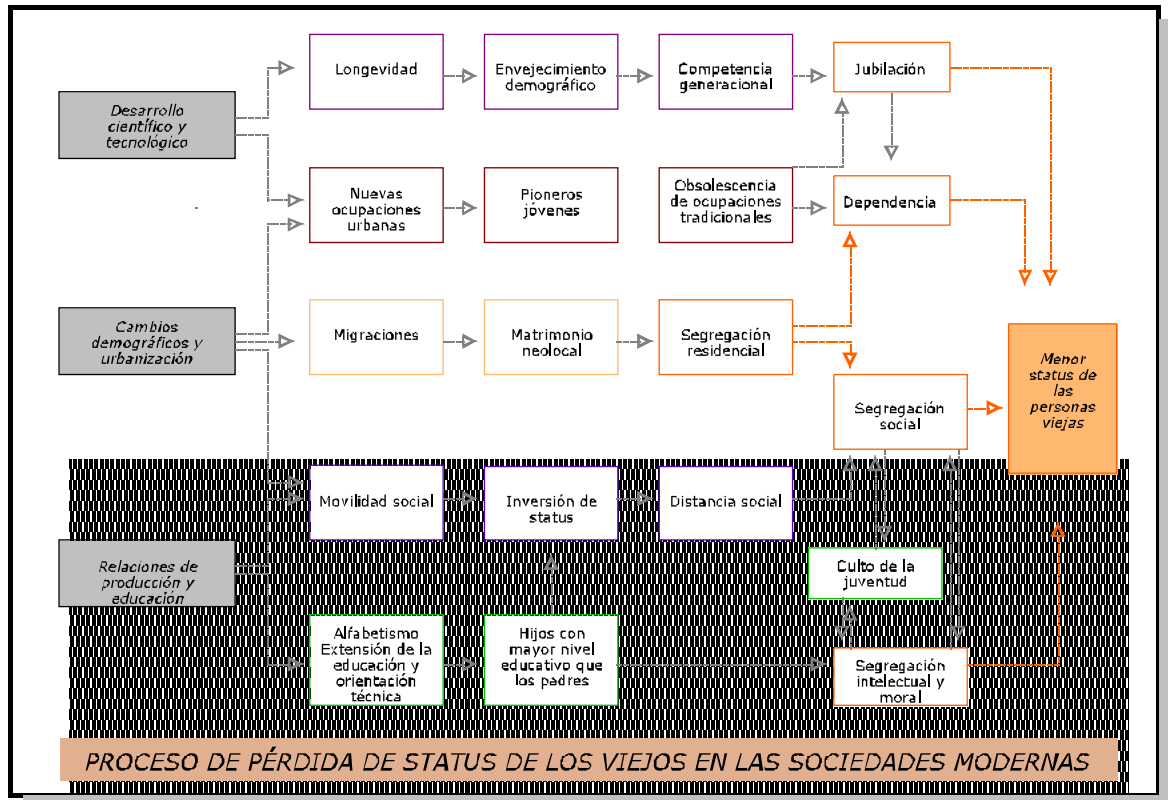 Longevidad
Envejecimiento
demográfico
Competencia
generacional
Jubilación
Desarrollo
científico y
tecnológico
Nuevas
ocupaciones
urbanas
Pioneros
jóvenes
Obsolescencia
de ocupaciones
tradicionales
Dependencia
Cambios
demográficos y
urbanización
Migraciones
Matrimonio
neolocal
Segregación
residencial
Menor
status de
las
personas
viejas
Segregación
social
Movilidad social
Inversión de
status
Distancia social
Relaciones de
producción y
educación
Culto de la
juventud
Alfabetismo
Extensión de la
educación y
orientación
técnica
Hijos con
mayor nivel
educativo que
los padres
Segregación
intelectual y
moral
PROCESO DE PÉRDIDA DE STATUS DE LOS VIEJOS EN LAS SOCIEDADES MODERNAS